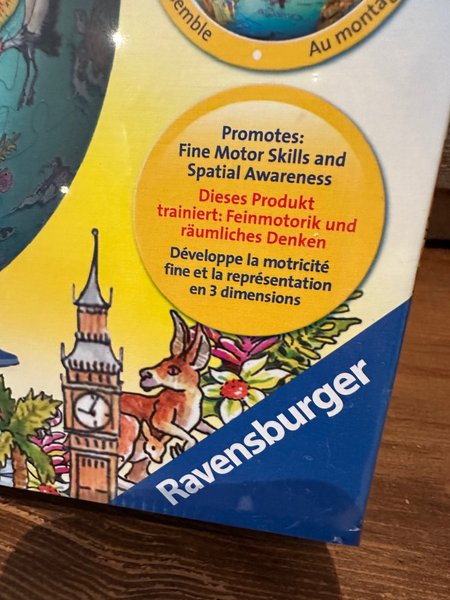 Au montag
Promotes:
Fine Motor Skills and
Spatial Awareness
Dieses Produkt
trainiert: Feinmotorik und
räumliches Denken
Développe la motricité
fine et la représentation
en 3 dimensions
Ravensburger